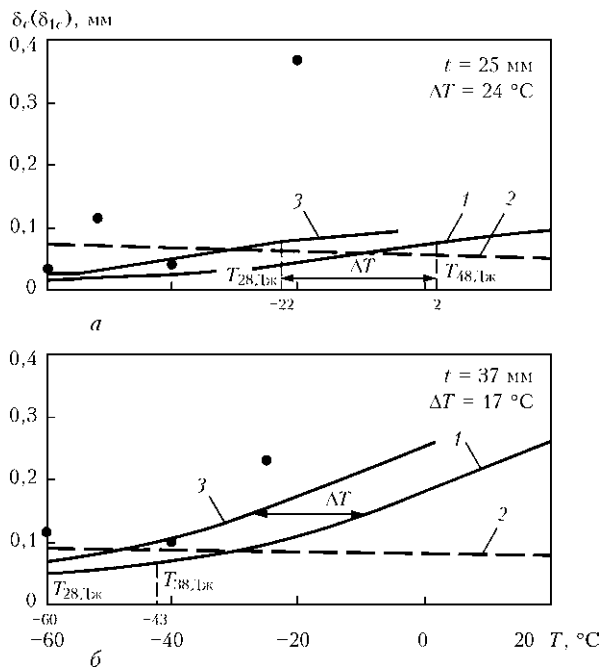 δc(δ1c), мм
0,4
t = 25 мм
ΔT = 24 °C
0,3
0,2
3
1
2
0,1
T28Дж
ΔT
T48Дж
0
−22
2
а
0,4
t = 37 мм
ΔT = 17 °C
0,3
1
0,2
3
ΔT
2
0,1
T28Дж
T38Дж
0
−60
−43
−60
−40
−20
0
20
T, °C
б